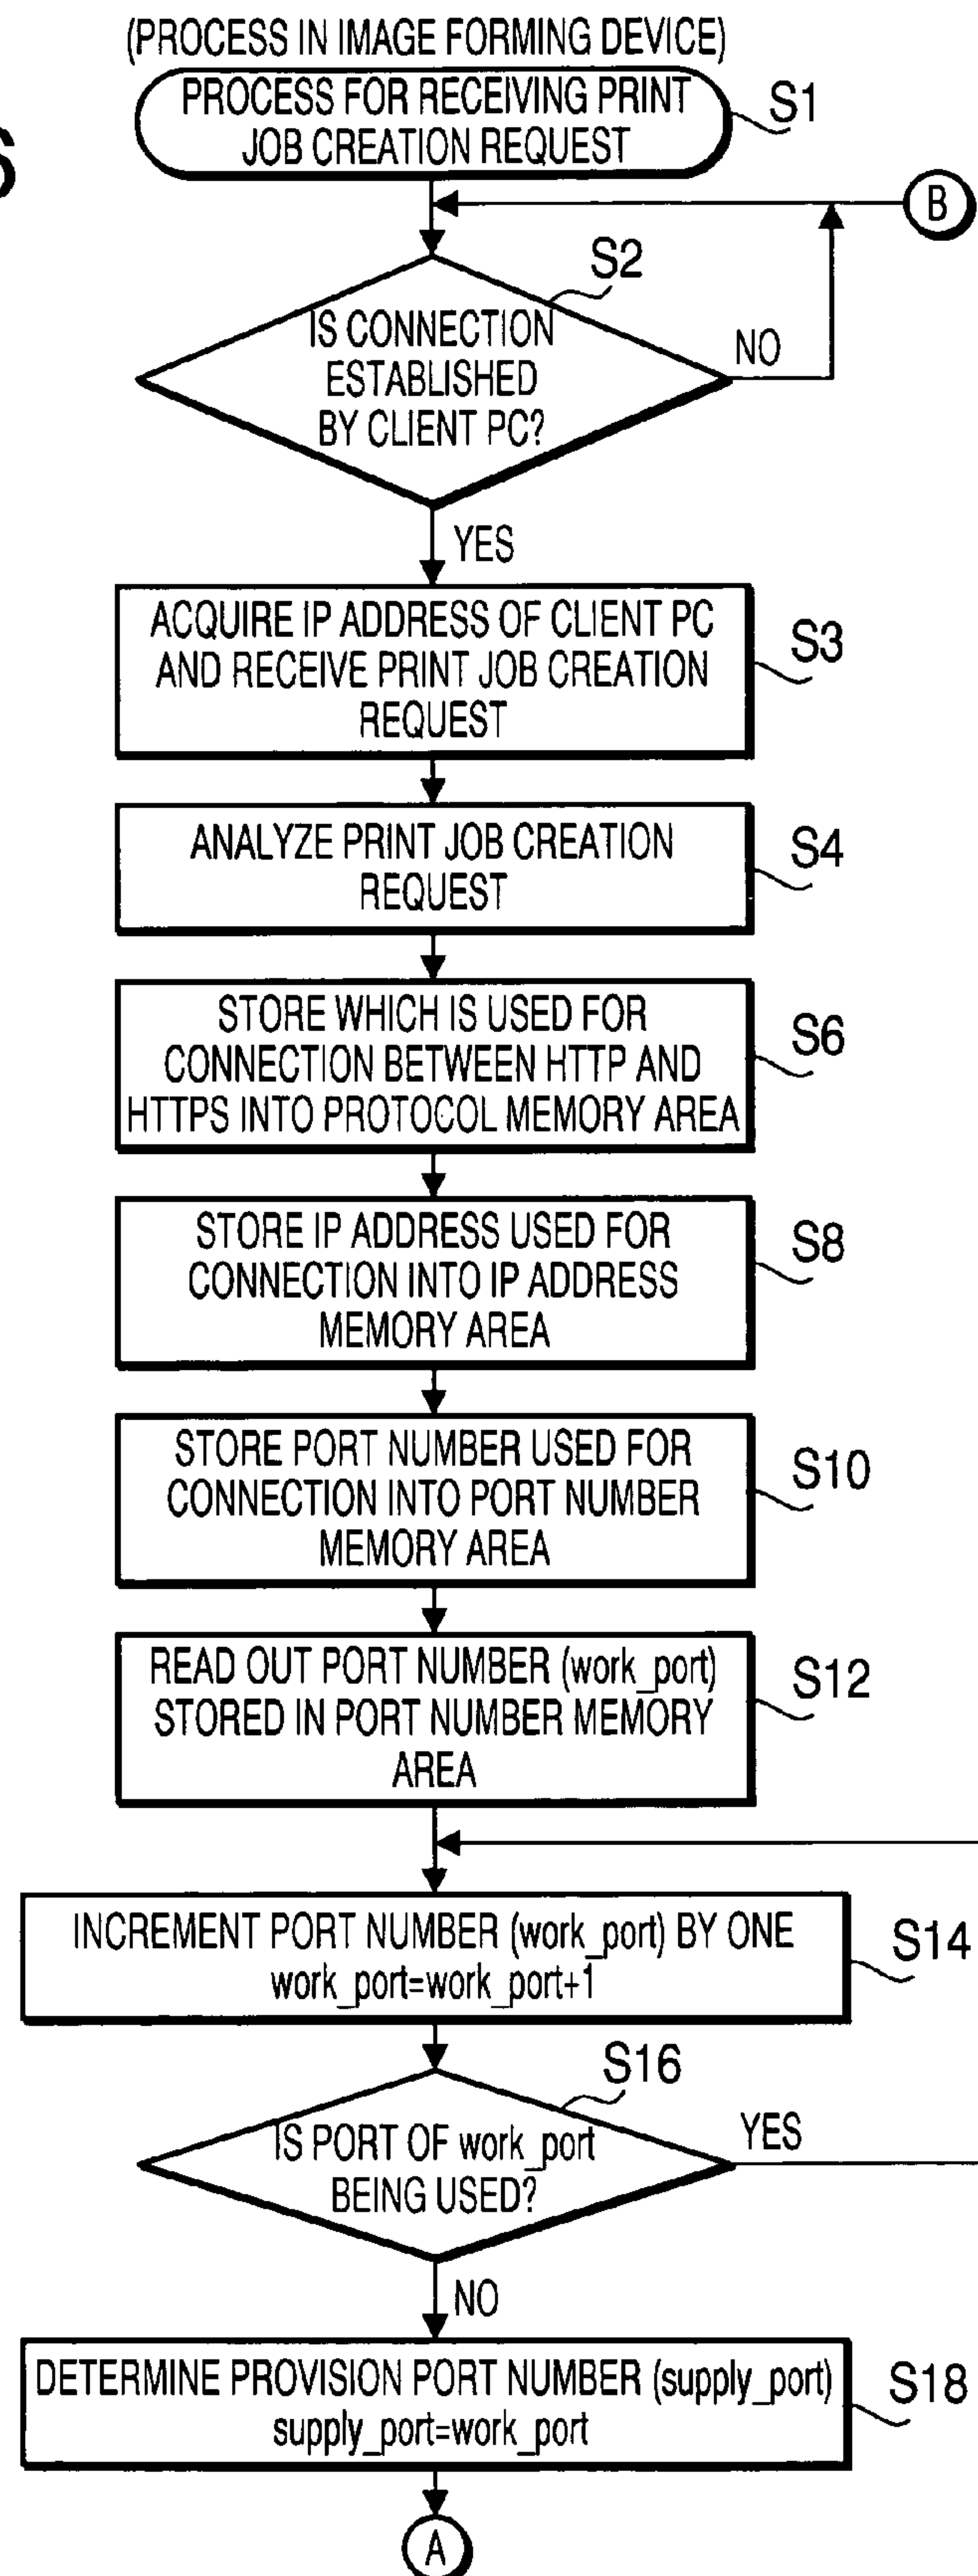 (PROCESS IN IMAGE FORMING DEVICE)
PROCESS FOR RECEIVING PRINT
JOB CREATION REQUEST
S1
B
S2
IS CONNECTION
ESTABLISHED
BY CLIENT PC?
NO
YES
ACQUIRE IP ADDRESS OF CLIENT PC
AND RECEIVE PRINT JOB CREATION
REQUEST
S3
ANALYZE PRINT JOB CREATION
REQUEST
S4
STORE WHICH IS USED FOR
CONNECTION BETWEEN HTTP AND
HTTPS INTO PROTOCOL MEMORY AREA
S6
STORE IP ADDRESS USED FOR
CONNECTION INTO IP ADDRESS
MEMORY AREA
S8
STORE PORT NUMBER USED FOR
CONNECTION INTO PORT NUMBER
MEMORY AREA
S10
READ OUT PORT NUMBER (work_port)
STORED IN PORT NUMBER MEMORY
AREA
S12
INCREMENT PORT NUMBER (work_port) BY ONE
work_port=work_port+1
S14
S16
IS PORT OF work_port
BEING USED?
YES
NO
DETERMINE PROVISION PORT NUMBER (supply_port)
supply_port=work_port
S18
A